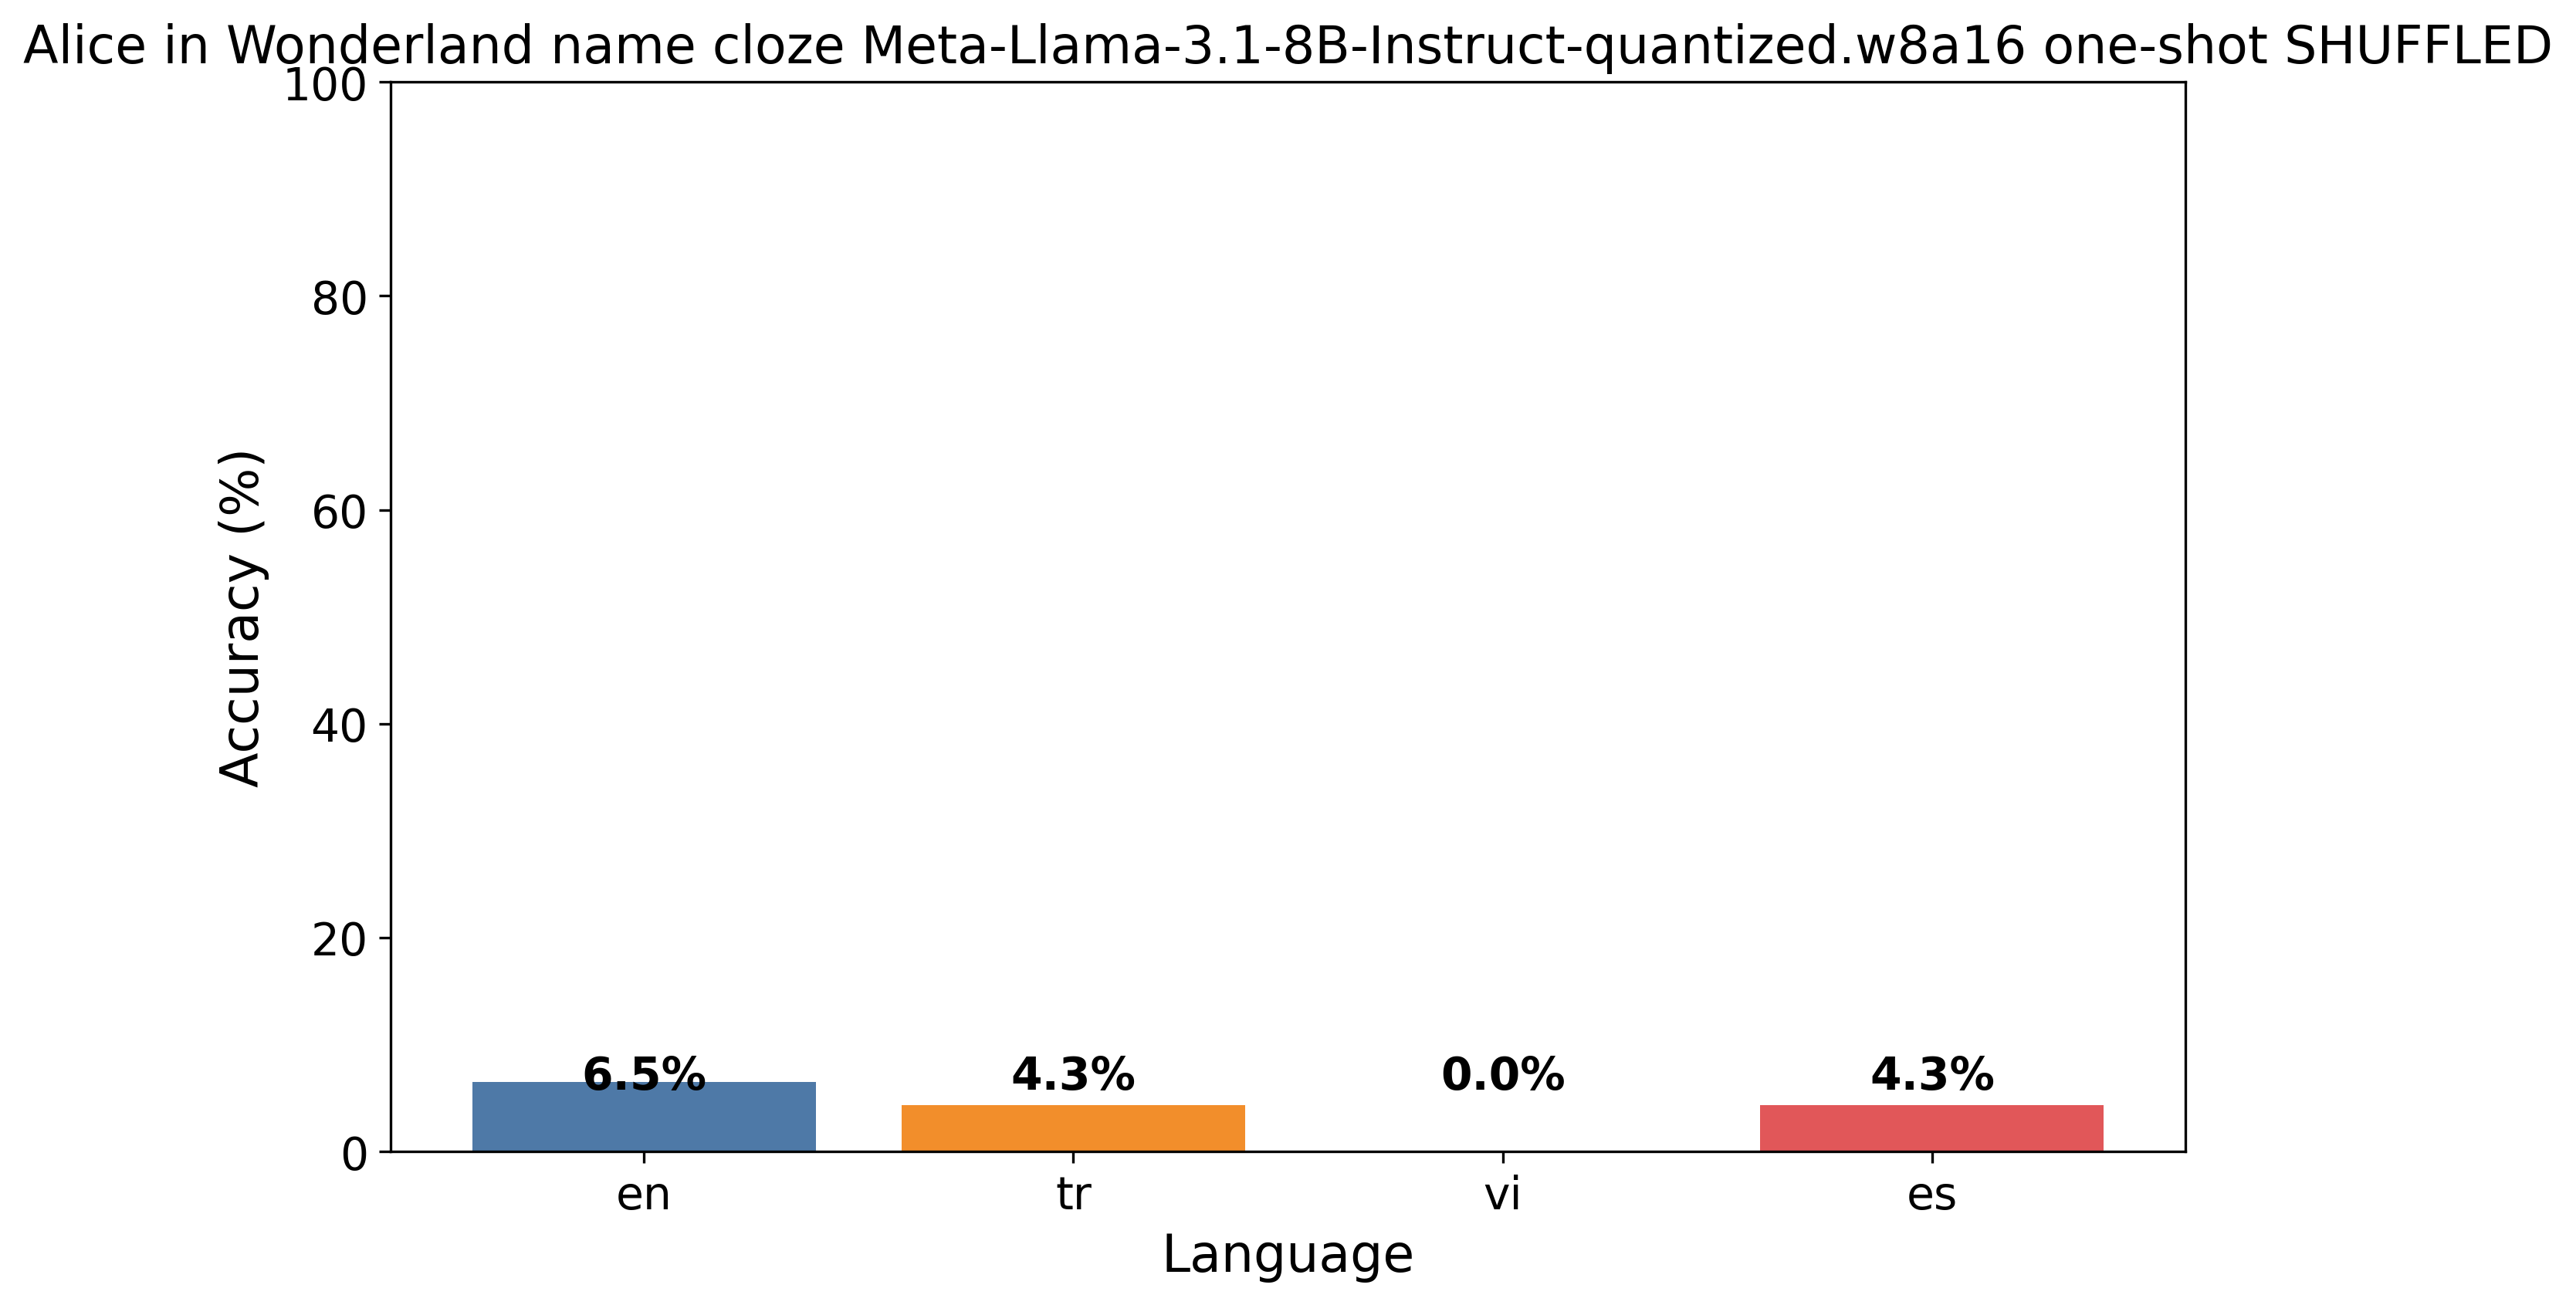 Alice in Wonderland name cloze Meta-Llama-3.1-8B-Instruct-quantized.w8a16 one-shot SHUFFLED
100
80
60
40
20
0
Accuracy (%)
6.5% 4.3% 0.0% 4.3%
en tr vi es
Language